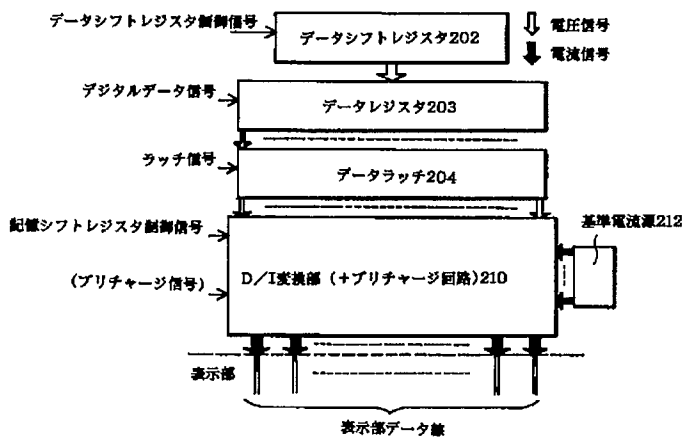 データシフトレジスタ制御信号
データシフトレジスタ202
電圧信号
電流信号
デジタルデータ信号
データレジスタ203
ラッチ信号
データラッチ204
記憶シフトレジスタ制御信号
基準電流源212
(プリチャージ信号)
D/I変換部(+プリチャージ回路)210
表示部
表示部データ線